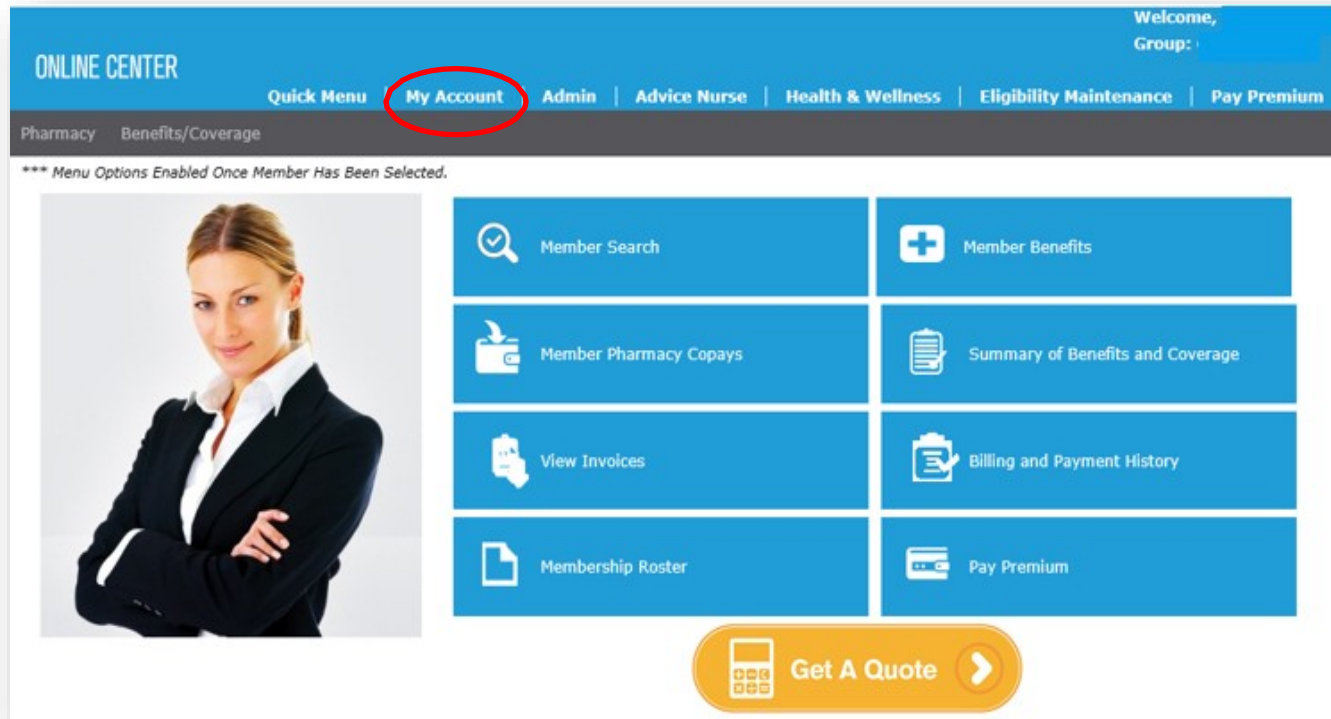 Welcome,
Group:
ONLINE CENTER
Quick Menu | My Account | Admin | Advice Nurse | Health & Wellness | Eligibility Maintenance | Pay Premium
Pharmacy Benefits/Coverage
*** Menu Options Enabled Once Member Has Been Selected.
Member Search
Member Benefits
Member Pharmacy Copays
Summary of Benefits and Coverage
View Invoices
Billing and Payment History
Membership Roster
Pay Premium
Get A Quote